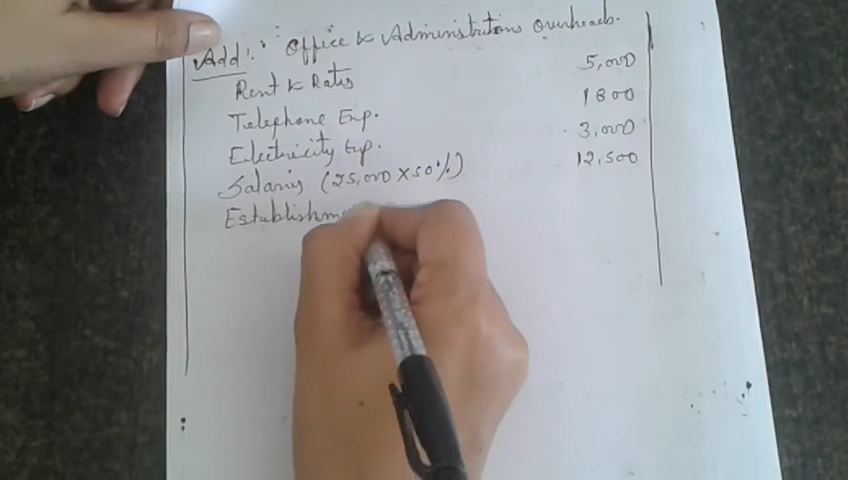 Add: Office & Administrations Overheads.
Rent & Rates 5,000
Telephone Exp. 1800
Electricity Exp. 3,000
Salaries (25,000 X 50%) 12,500
Establishm